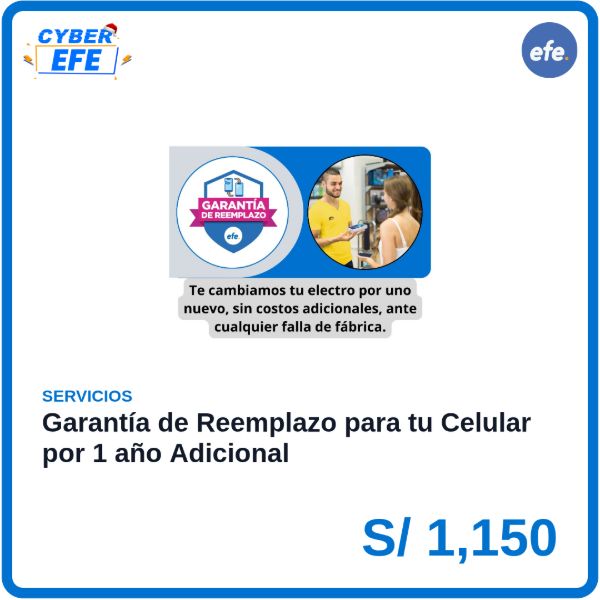 CYBER
EFE
efe.
GARANTÍA
DE REEMPLAZO
efe
Te cambiamos tu electro por uno
nuevo, sin costos adicionales, ante
cualquier falla de fábrica.
SERVICIOS
Garantía de Reemplazo para tu Celular
por 1 año Adicional
S/ 1,150